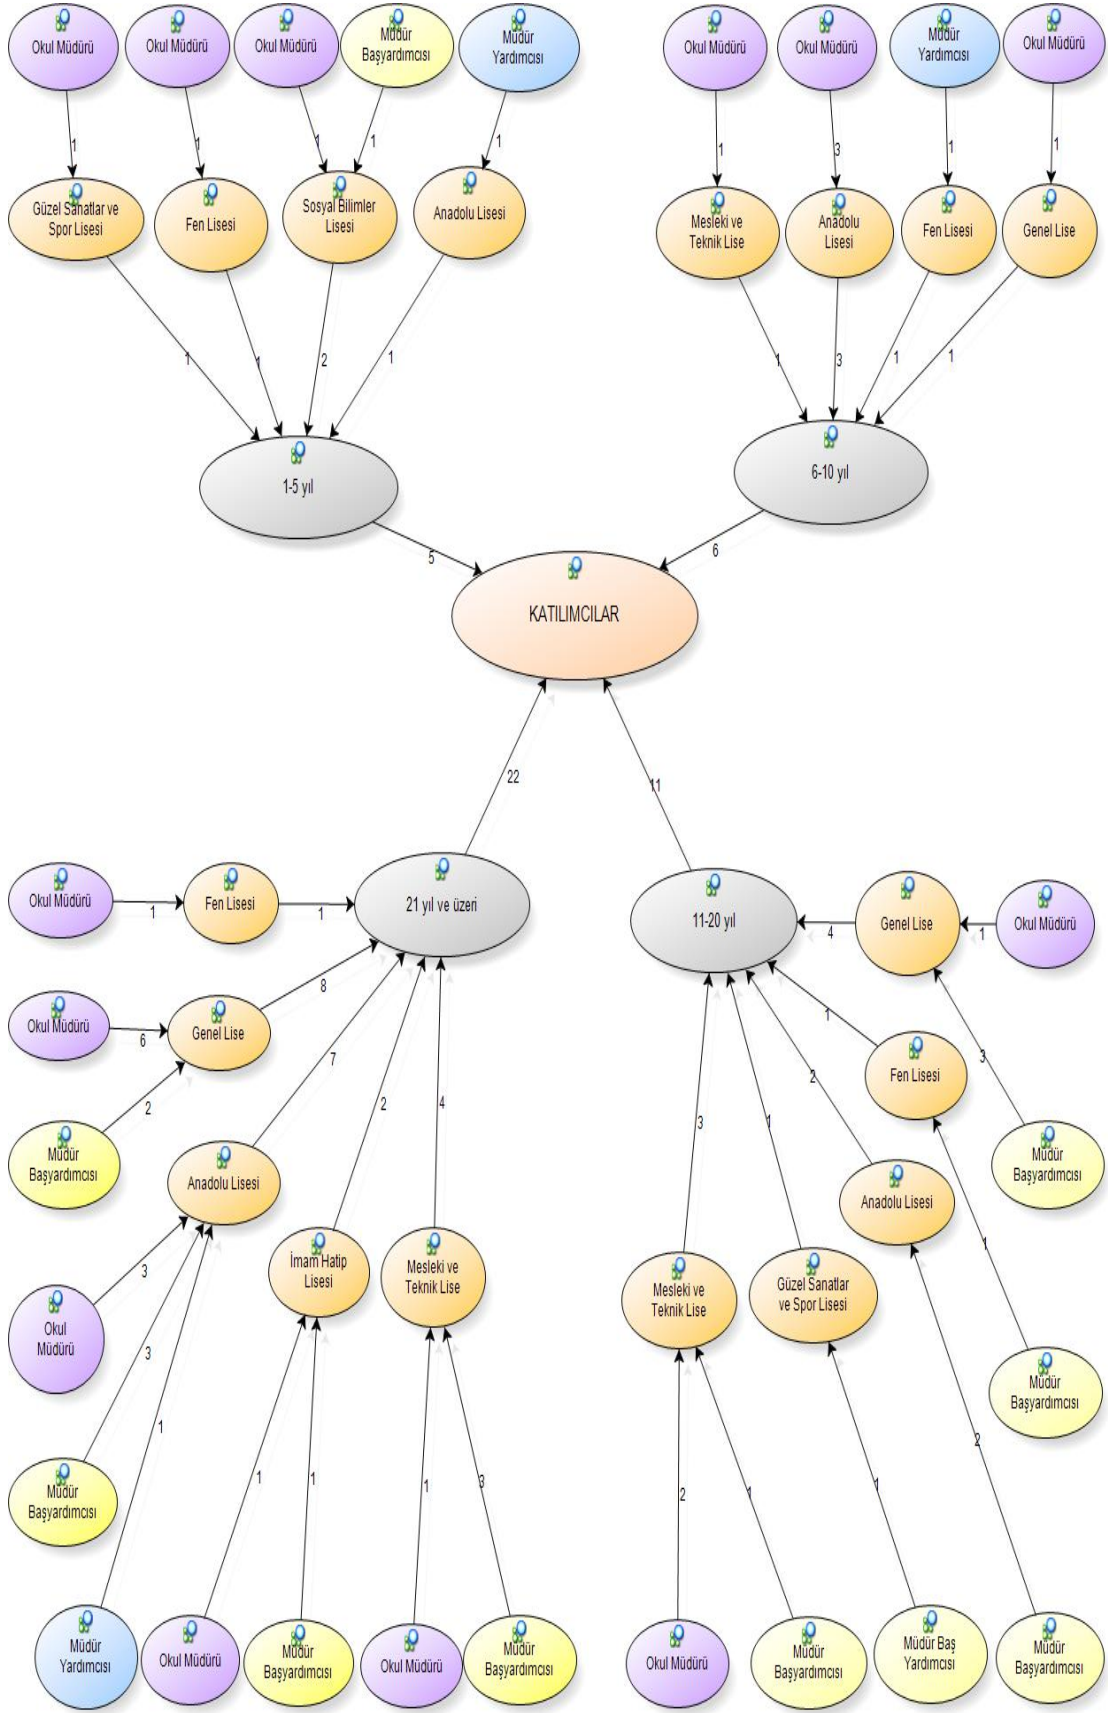 Okul Müdürü
Okul Müdürü
Okul Müdürü
Müdür
Başyardımcısı
Müdür
Yardımcısı
Okul Müdürü
Okul Müdürü
Müdür
Yardımcısı
Okul Müdürü
1
1
1
1
1
1
3
1
1
Güzel Sanatlar ve
Spor Lisesi
Fen Lisesi
Sosyal Bilimler
Lisesi
Anadolu Lisesi
Mesleki ve
Teknik Lise
Anadolu
Lisesi
Fen Lisesi
Genel Lise
1
1
2
1
1
3
1
1
1-5 yıl
6-10 yıl
5
6
KATILIMCILAR
22
11
Okul Müdürü
1
Fen Lisesi
1
21 yıl ve üzeri
11-20 yıl
4
Genel Lise
1
Okul Müdürü
Okul Müdürü
6
Genel Lise
8
2
Müdür
Başyardımcısı
7
2
4
3
1
2
1
Fen Lisesi
3
Müdür
Başyardımcısı
Anadolu Lisesi
Anadolu Lisesi
1
3
Okul
Müdürü
İmam Hatip
Lisesi
Mesleki ve
Teknik Lise
Mesleki ve
Teknik Lise
Güzel Sanatlar
ve Spor Lisesi
Müdür
Başyardımcısı
3
1
2
Müdür
Başyardımcısı
1
1
1
3
2
1
1
Müdür
Yardımcısı
Okul Müdürü
Müdür
Başyardımcısı
Okul Müdürü
Müdür
Başyardımcısı
Okul Müdürü
Müdür
Başyardımcısı
Müdür Baş
Yardımcısı
Müdür
Başyardımcısı